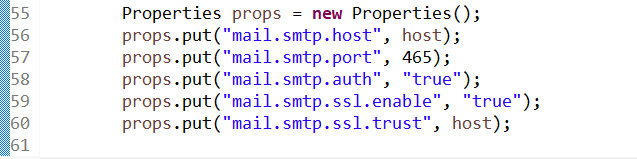 55 Properties props = new Properties();
56 props.put("mail.smtp.host", host);
57 props.put("mail.smtp.port", 465);
58 props.put("mail.smtp.auth", "true");
59 props.put("mail.smtp.ssl.enable", "true");
60 props.put("mail.smtp.ssl.trust", host);
61